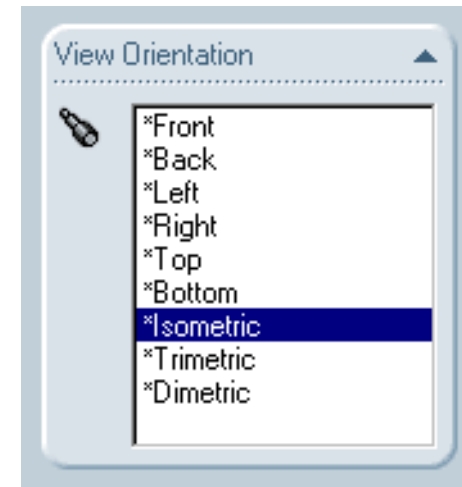 View Orientation
*Front
*Back
*Left
*Right
*Top
*Bottom
*Isometric
*Trimetric
*Dimetric